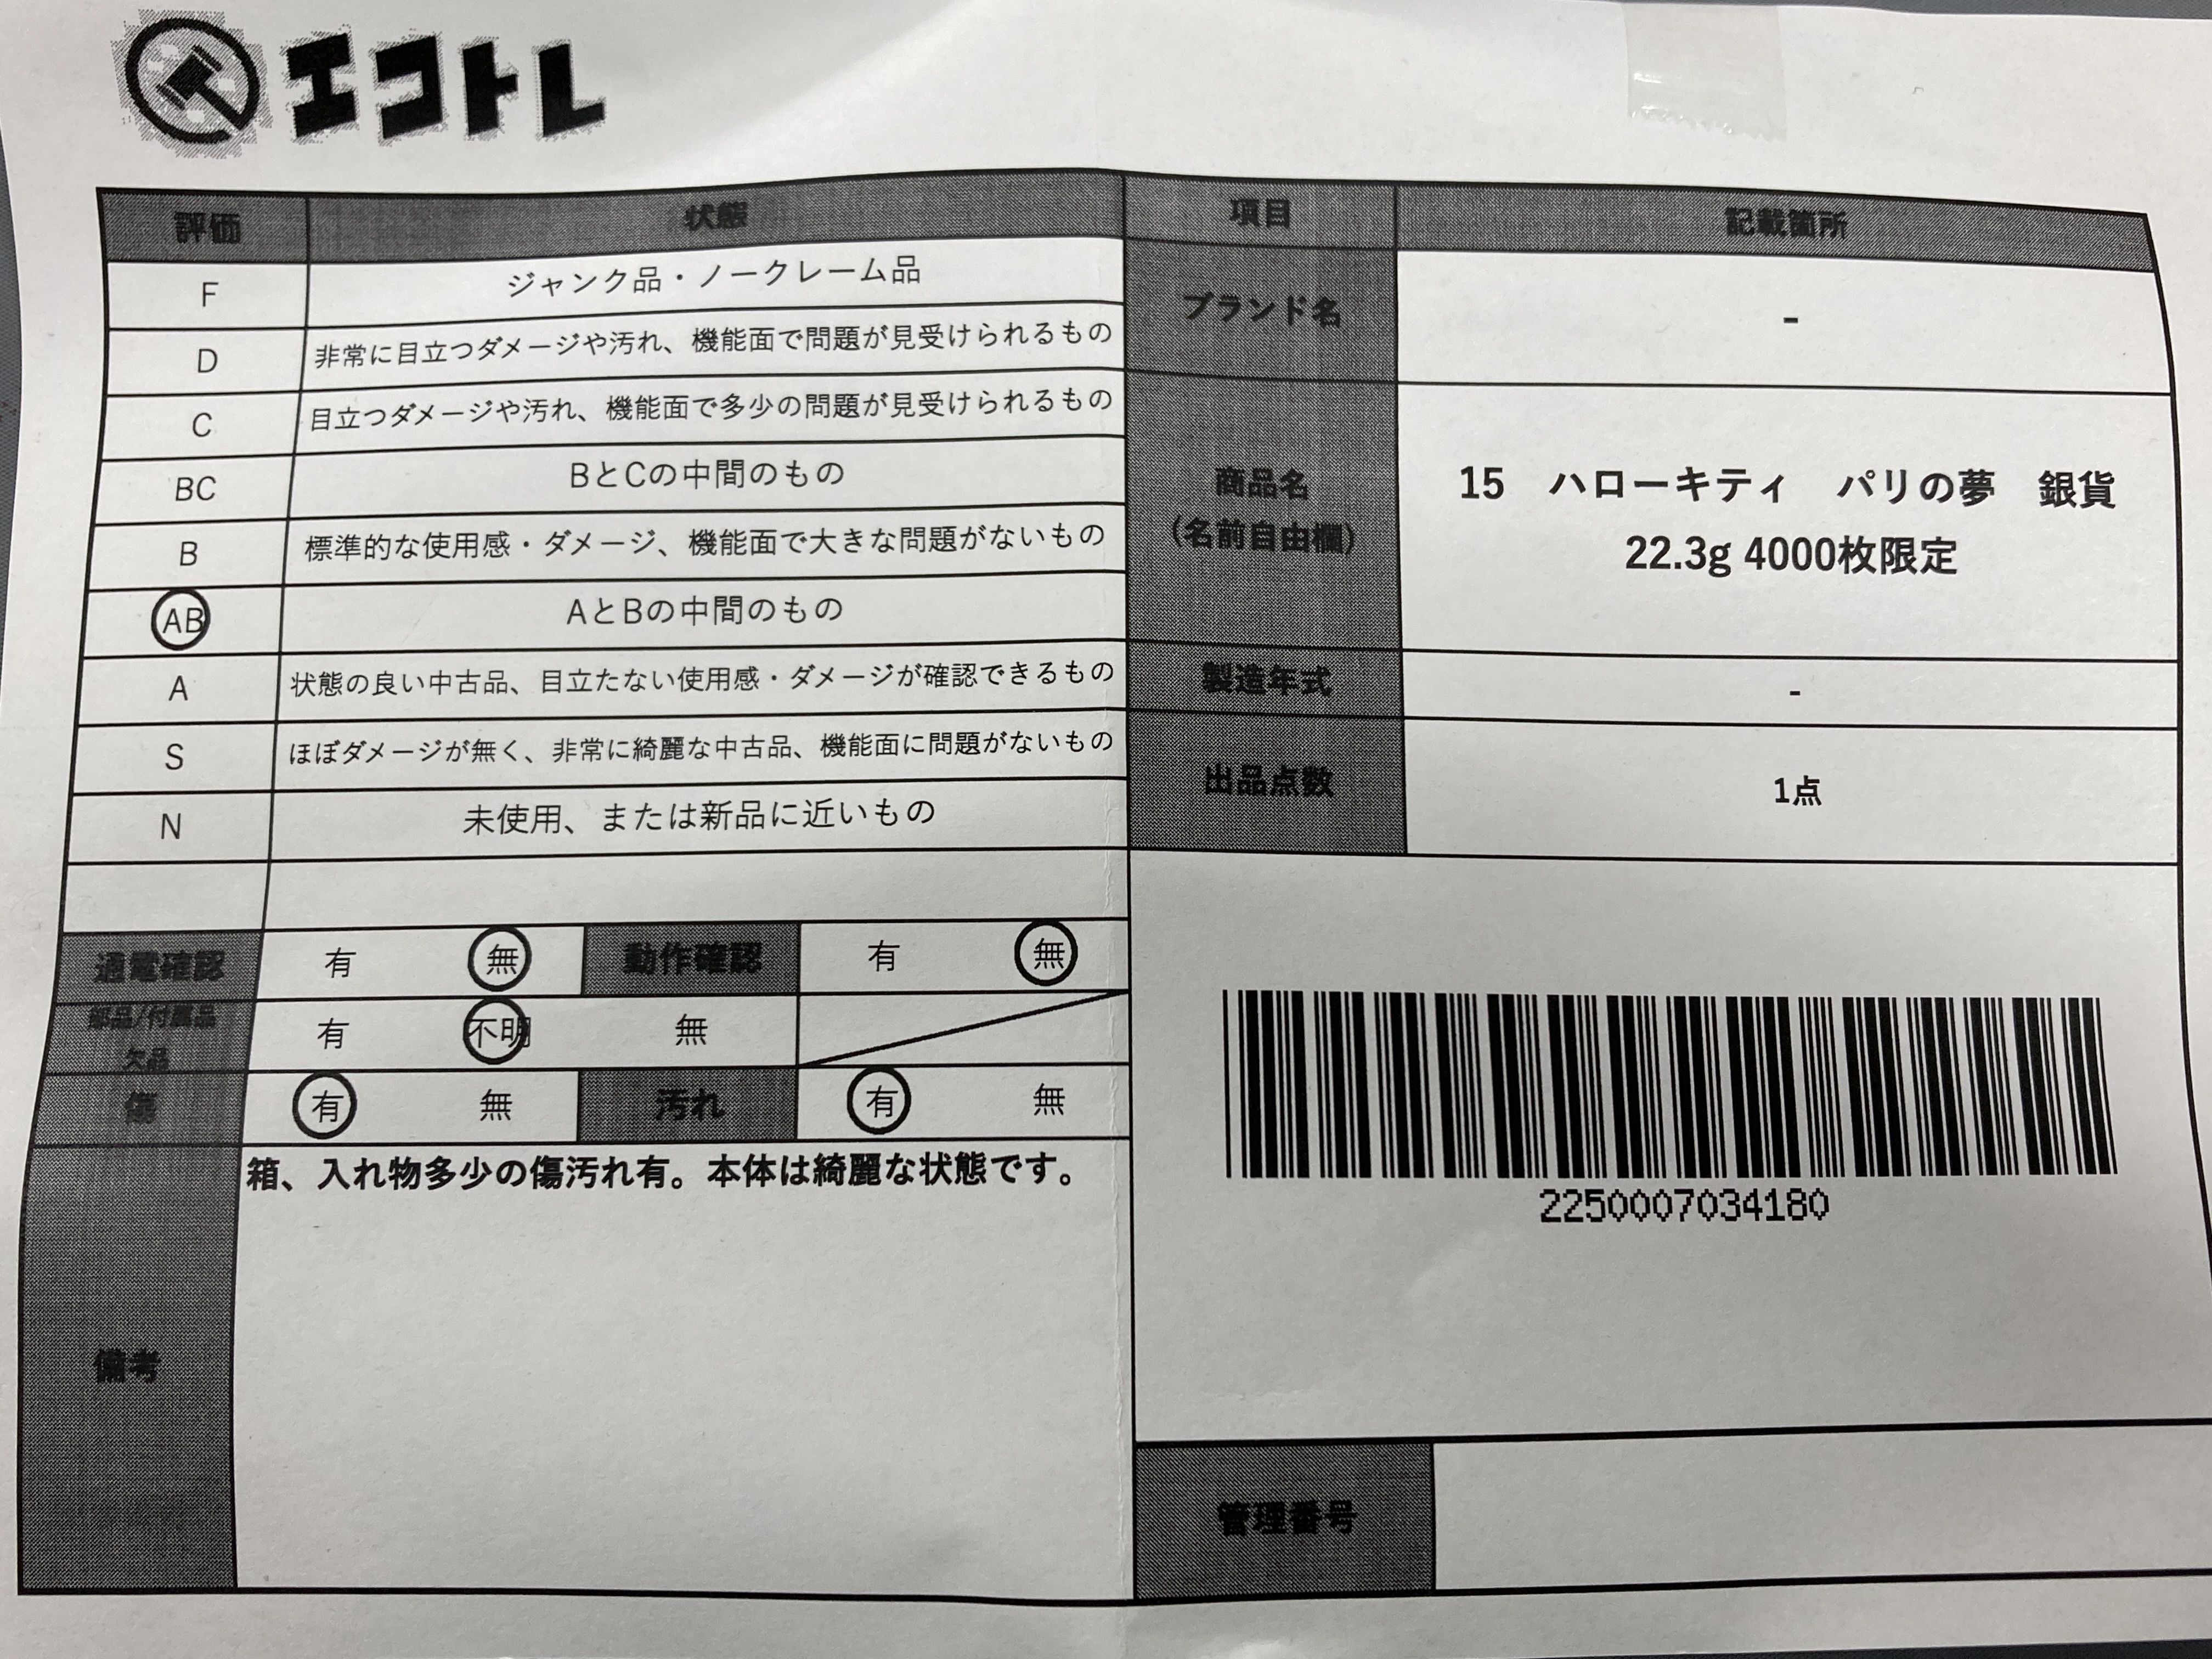 エコトレ
評価 状態
F ジャンク品・ノークレーム品
D 非常に目立つダメージや汚れ、機能面で問題が見受けられるもの
C 目立つダメージや汚れ、機能面で多少の問題が見受けられるもの
BC BとCの中間のもの
B 標準的な使用感・ダメージ、機能面で大きな問題がないもの
AB AとBの中間のもの
A 状態の良い中古品、目立たない使用感・ダメージが確認できるもの
S ほぼダメージが無く、非常に綺麗な中古品、機能面に問題がないもの
N 未使用、または新品に近いもの
通電確認 有 無 動作確認 有 無
部品/付属品
欠品
有 不明 無
傷 有 無 汚れ 有 無
備考
箱、入れ物多少の傷汚れ有。本体は綺麗な状態です。
項目 記載箇所
ブランド名 -
商品名
(名前自由欄)
15 ハローキティ パリの夢 銀貨
22.3g 4000枚限定
製造年式 -
出品点数 1点
2250007034180
管理番号